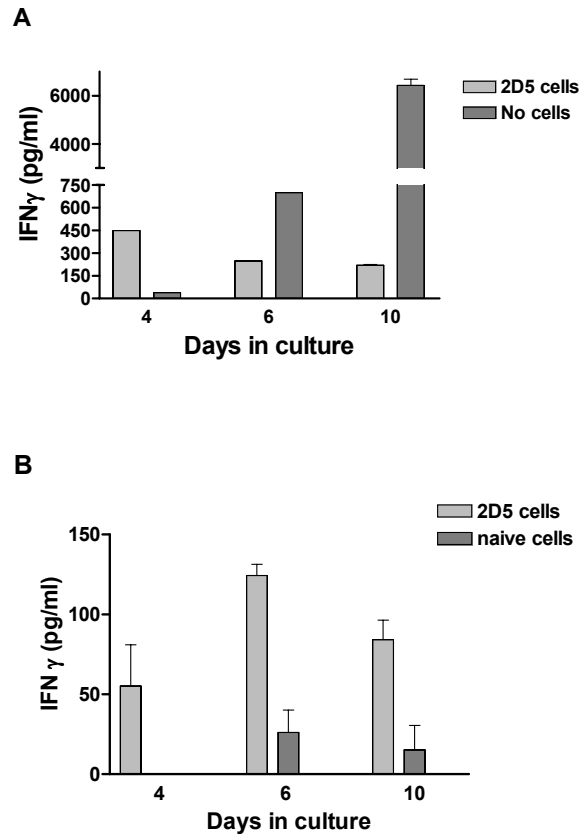 A
2D5 cells
No cells
IFNγ (pg/ml)
6000
4000
750
600
450
300
150
0
4 6 10
Days in culture
B
2D5 cells
naive cells
IFN γ (pg/ml)
150
100
50
0
4 6 10
Days in culture